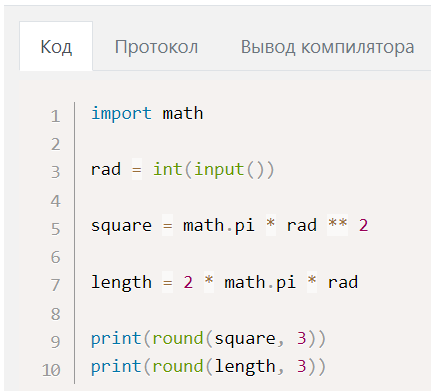 Код Протокол Вывод компилятора
1 import math
2
3 rad = int(input())
4
5 square = math.pi * rad ** 2
6
7 length = 2 * math.pi * rad
8
9 print(round(square, 3))
10 print(round(length, 3))